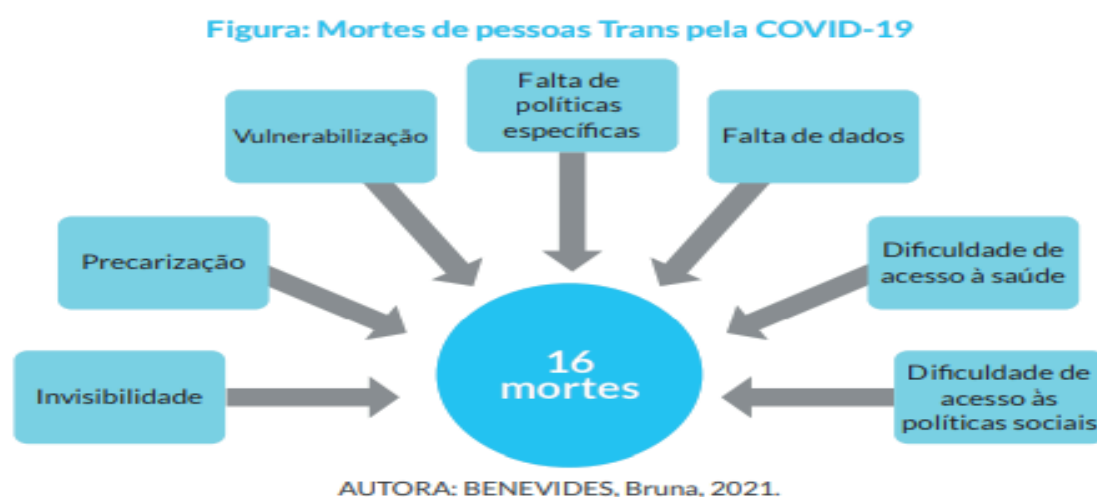 Figura: Mortes de pessoas Trans pela COVID-19
Falta de
políticas
específicas
Vulnerabilização
Falta de dados
Precarização
Dificuldade de
acesso à saúde
Invisibilidade
16
mortes
Dificuldade de
acesso às
políticas sociais
AUTORA: BENEVIDES, Bruna, 2021.